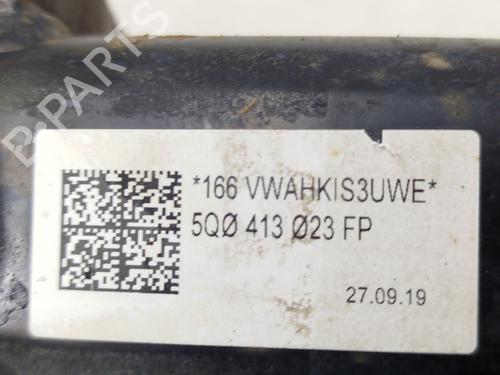 B-PARTS
*166 VWAHKIS3UWE*
5QØ 413 Ø23 FP
27.09.19